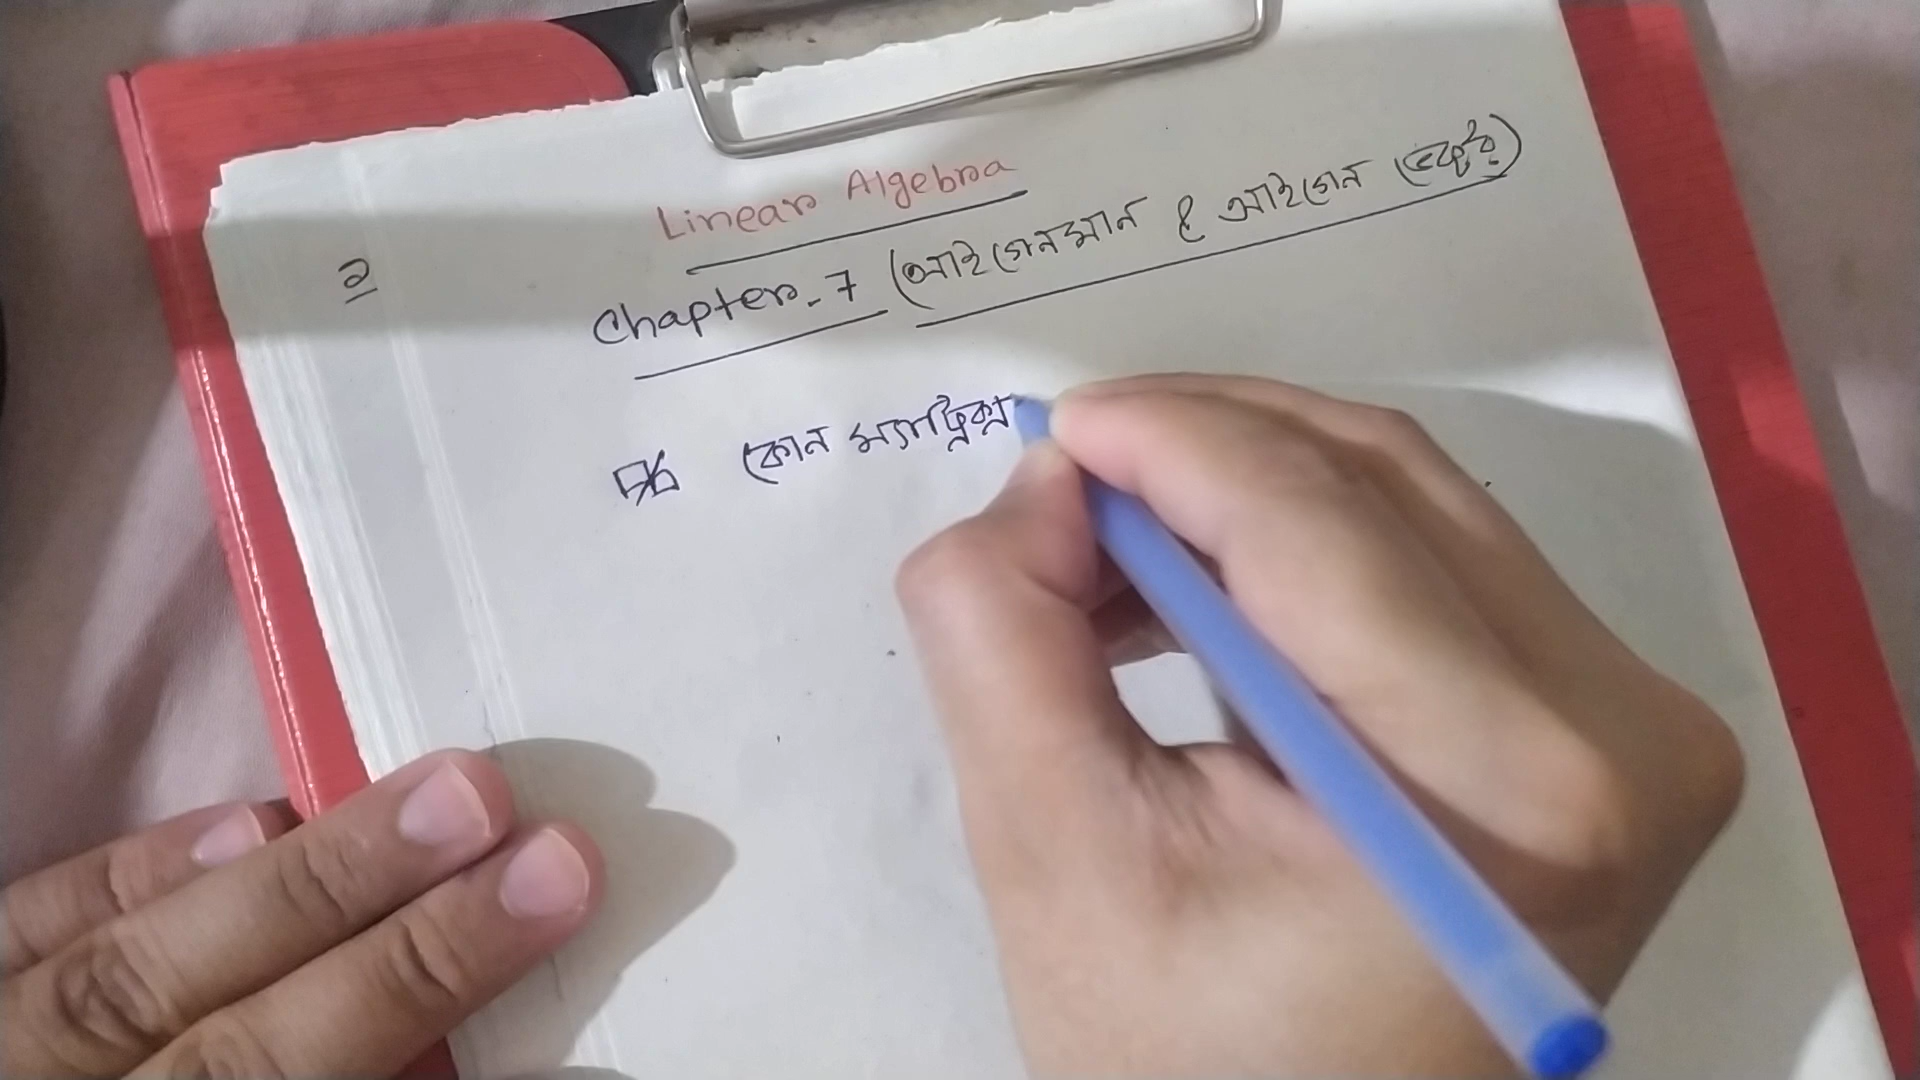 Linear Algebra
২
Chapter-7 (আইগেনমান ও আইগেন ভেক্টর)
কোন ম্যাট্রিক্স